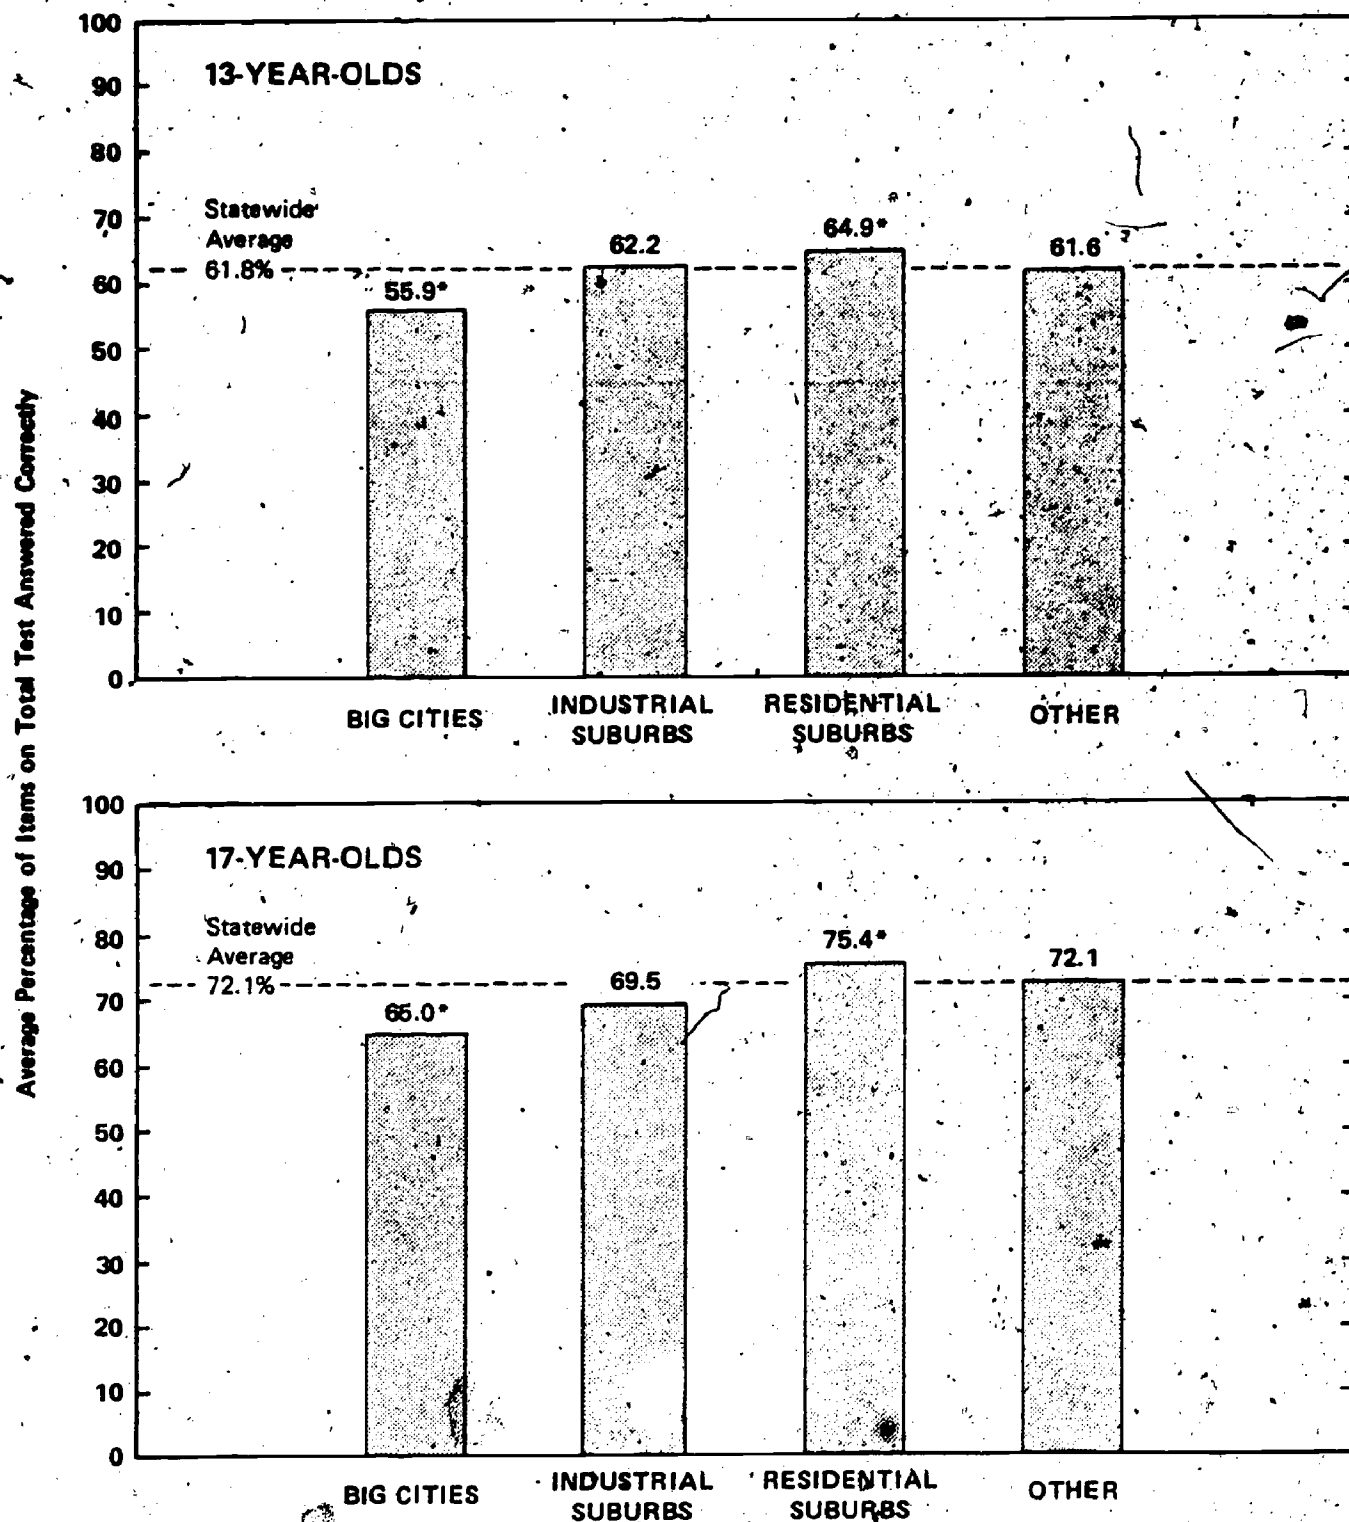 Average Percentage of Items on Total Test Answered Correctly
100
13-YEAR-OLDS
90
80
70
Statewide
Average
61.8%
60
50
40
30
20
10
0
55.9*
62.2
64.9*
61.6
BIG CITIES
INDUSTRIAL
SUBURBS
RESIDENTIAL
SUBURBS
OTHER
100
17-YEAR-OLDS
90
80
70
Statewide
Average
72.1%
60
50
40
30
20
10
0
65.0*
69.5
75.4*
72.1
BIG CITIES
INDUSTRIAL
SUBURBS
RESIDENTIAL
SUBURBS
OTHER